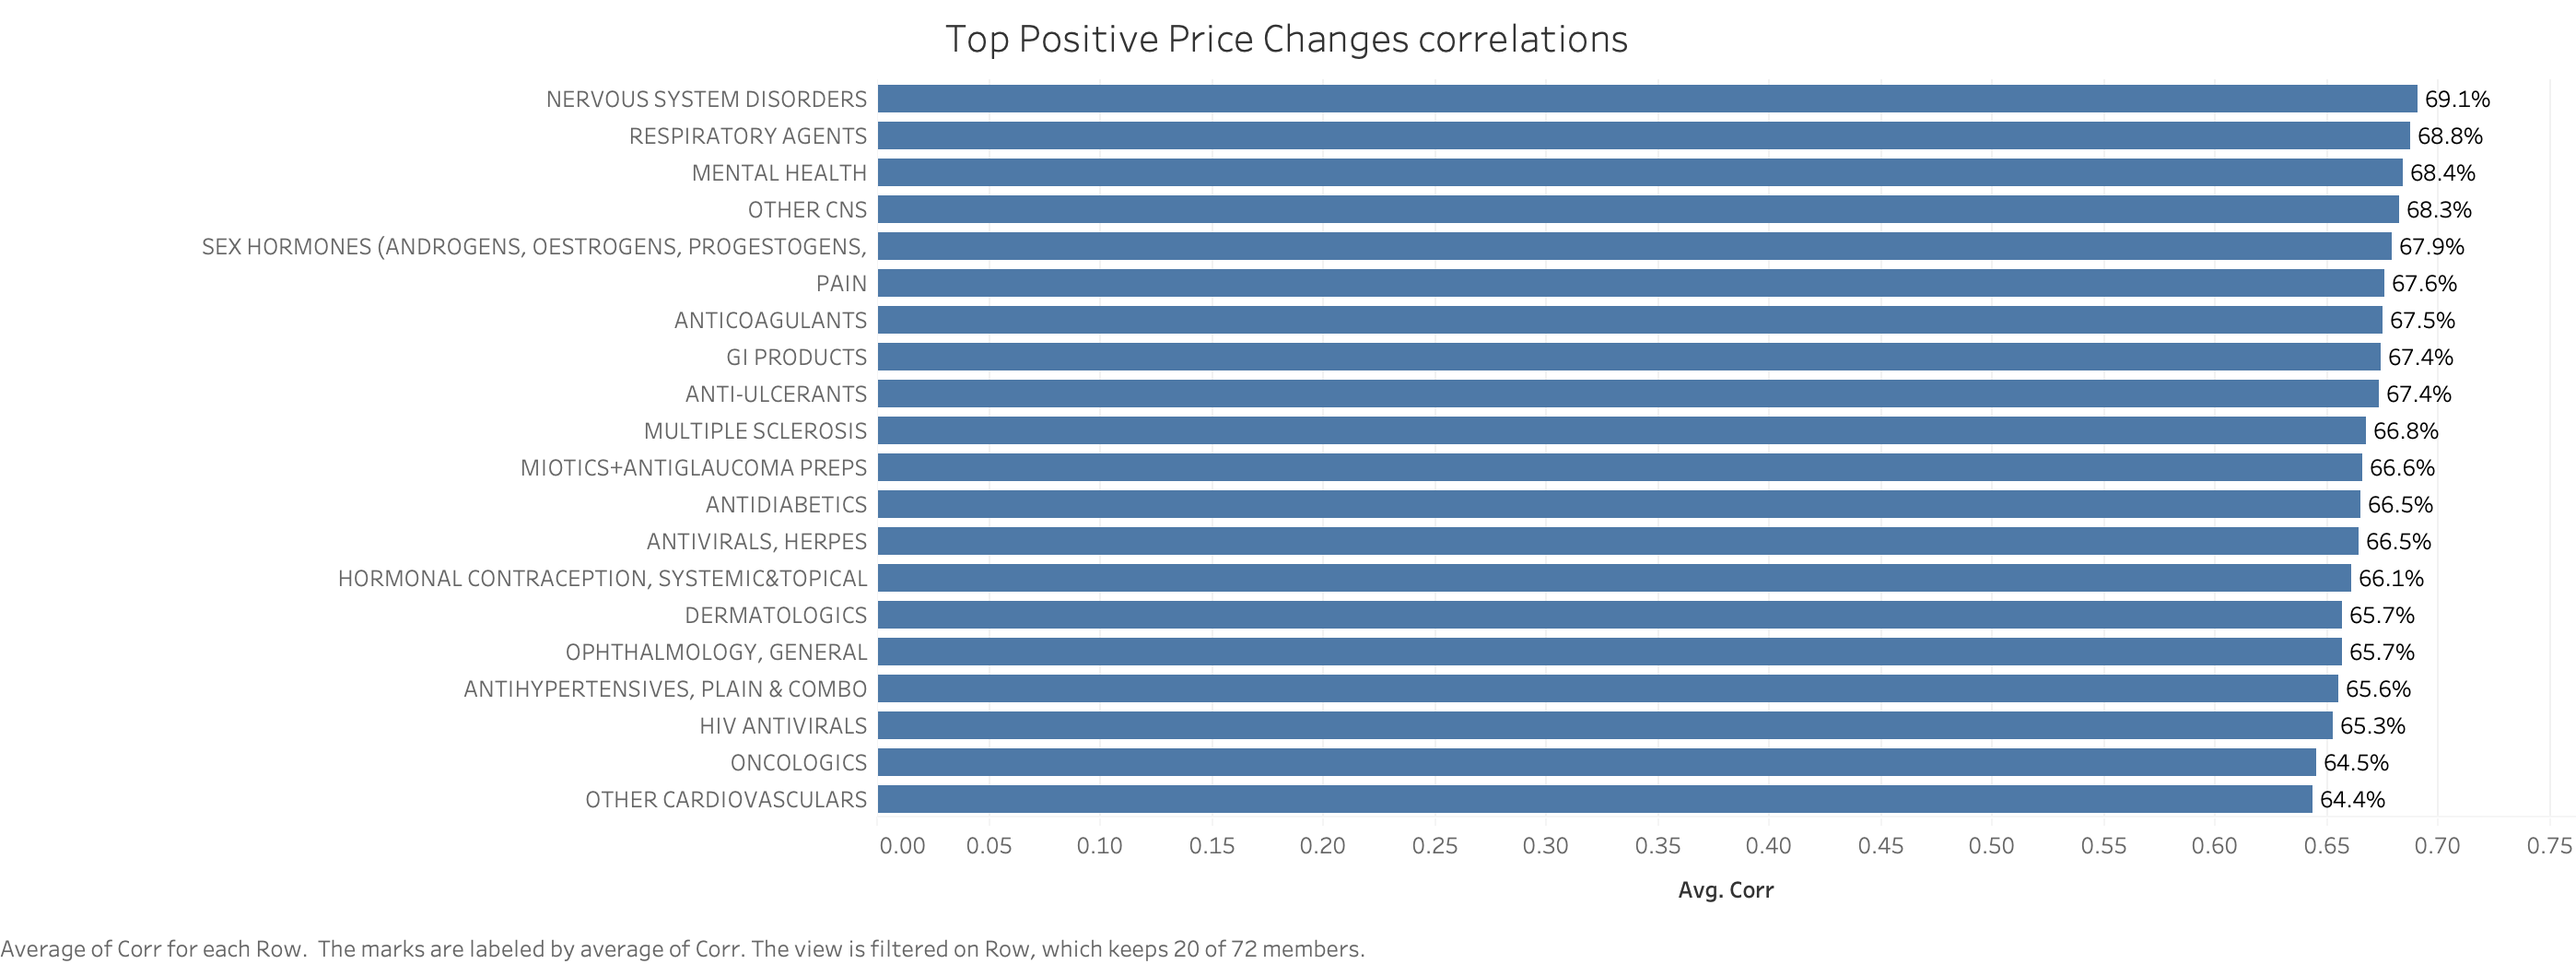 Top Positive Price Changes correlations
NERVOUS SYSTEM DISORDERS 69.1%
RESPIRATORY AGENTS 68.8%
MENTAL HEALTH 68.4%
OTHER CNS 68.3%
SEX HORMONES (ANDROGENS, OESTROGENS, PROGESTOGENS, 67.9%
PAIN 67.6%
ANTICOAGULANTS 67.5%
GI PRODUCTS 67.4%
ANTI-ULCERANTS 67.4%
MULTIPLE SCLEROSIS 66.8%
MIOTICS+ANTIGLAUCOMA PREPS 66.6%
ANTIDIABETICS 66.5%
ANTIVIRALS, HERPES 66.5%
HORMONAL CONTRACEPTION, SYSTEMIC&TOPICAL 66.1%
DERMATOLOGICS 65.7%
OPHTHALMOLOGY, GENERAL 65.7%
ANTIHYPERTENSIVES, PLAIN & COMBO 65.6%
HIV ANTIVIRALS 65.3%
ONCOLOGICS 64.5%
OTHER CARDIOVASCULARS 64.4%
0.00 0.05 0.10 0.15 0.20 0.25 0.30 0.35 0.40 0.45 0.50 0.55 0.60 0.65 0.70 0.75
Avg. Corr
Average of Corr for each Row.  The marks are labeled by average of Corr. The view is filtered on Row, which keeps 20 of 72 members.